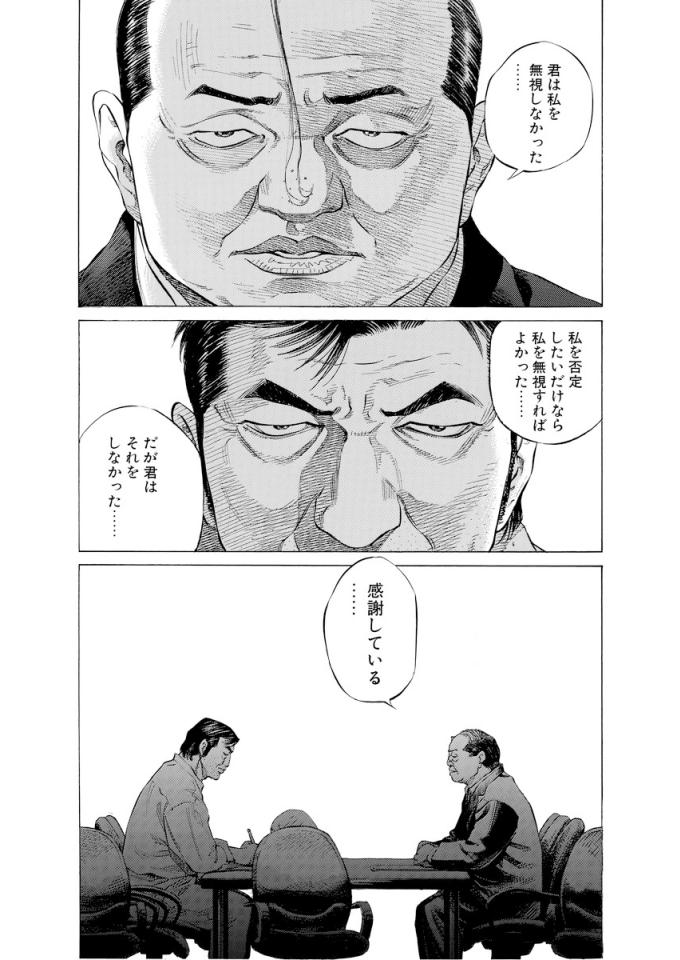 君は私を
無視しなかった
……
私を否定
したいだけなら
私を無視すれば
よかった……
だが君は
それを
しなかった……
感謝している
……